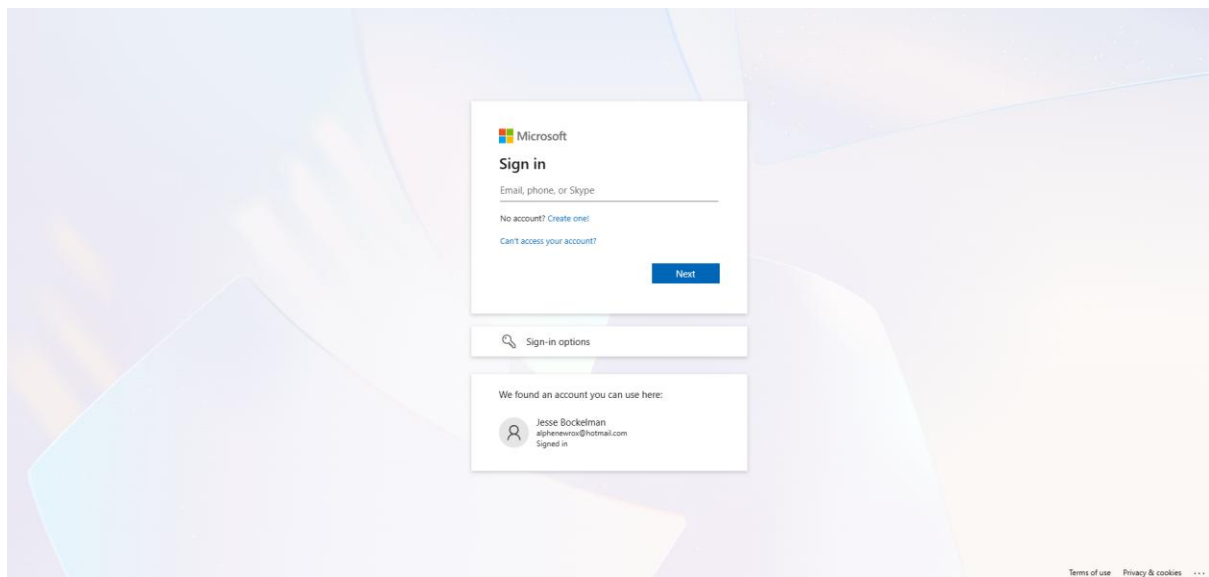 Microsoft
Sign in
Email, phone, or Skype
No account? Create one!
Can't access your account?
Next
Sign-in options
We found an account you can use here:
Jesse Bockelman
alphenewrox@hotmail.com
Signed in
Terms of use Privacy & cookies ...